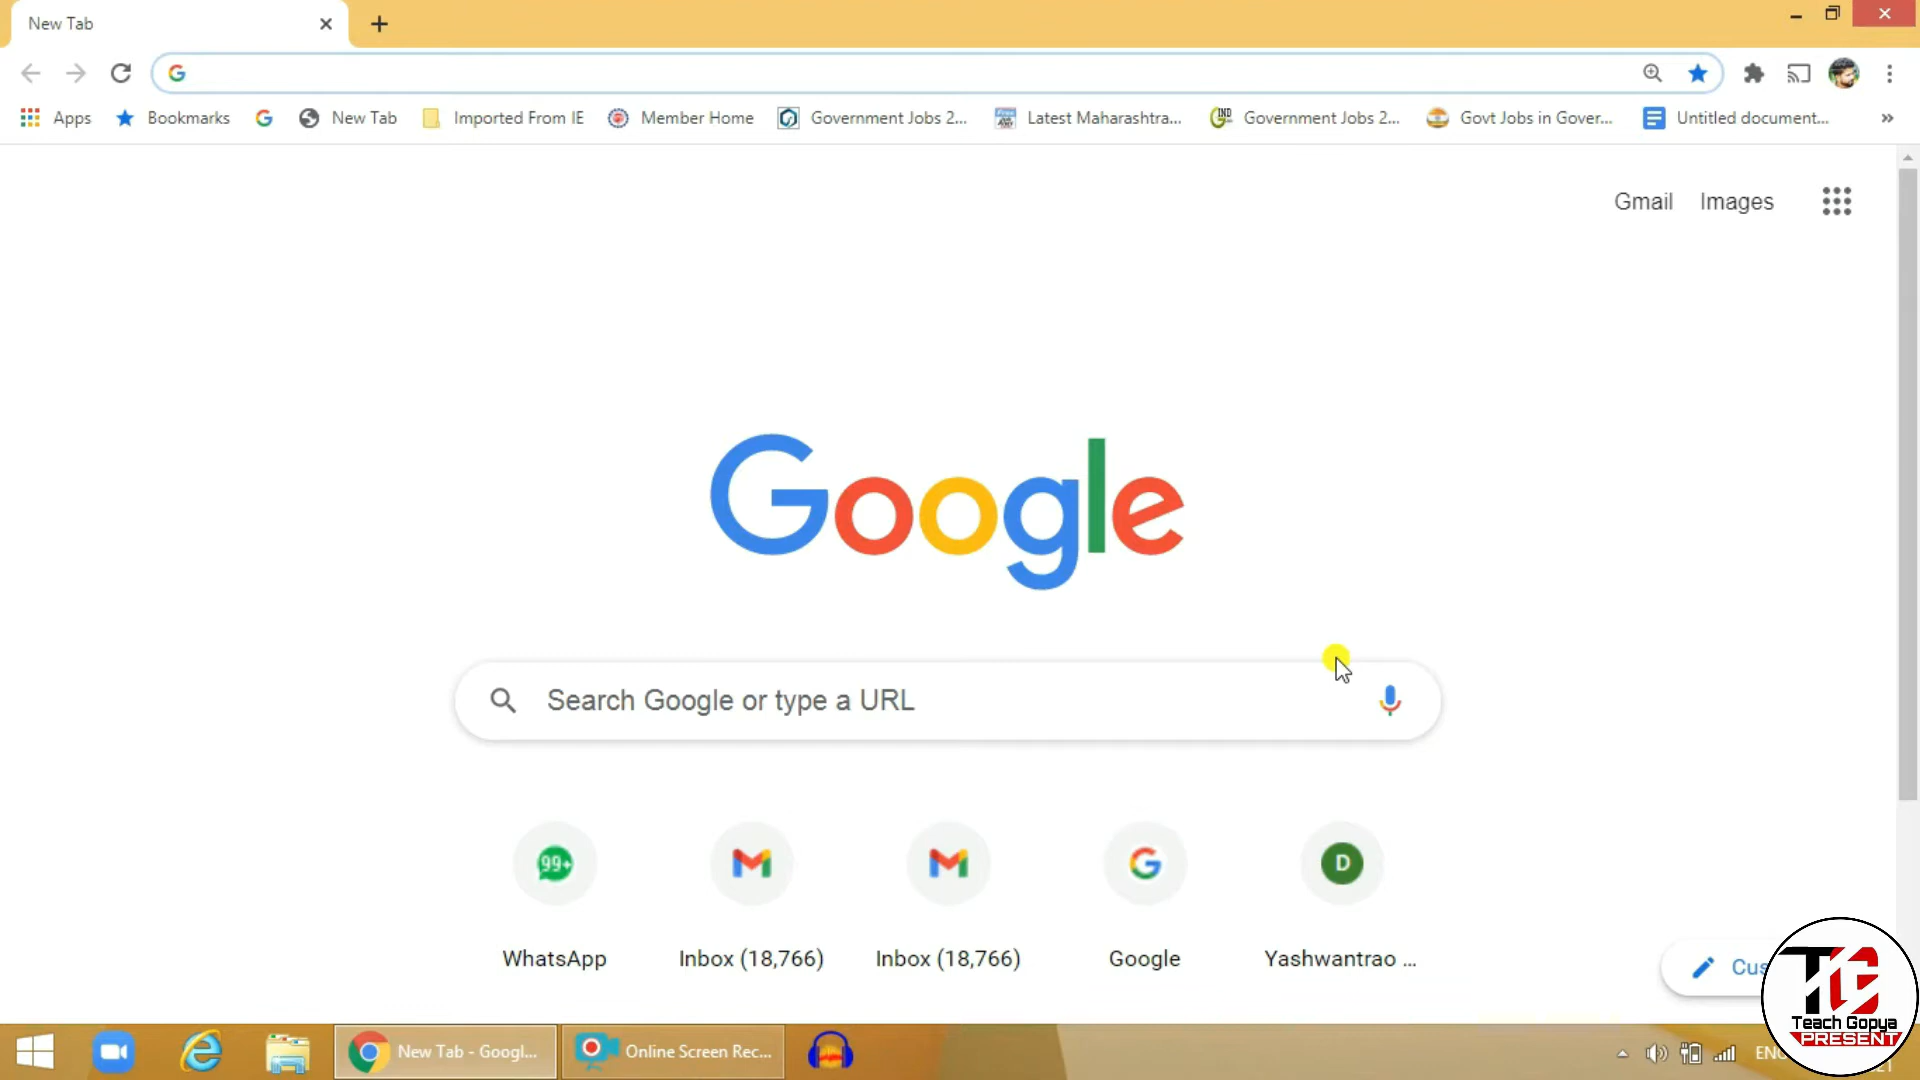 New Tab
Apps Bookmarks New Tab Imported From IE Member Home Government Jobs 2... Latest Maharashtra... Government Jobs 2... Govt Jobs in Gover... Untitled document... »
Gmail Images
Google
Search Google or type a URL
99+ D
WhatsApp Inbox (18,766) Inbox (18,766) Google Yashwantrao ...
Teach Gopya
PRESENT
New Tab - Googl... Online Screen Rec...